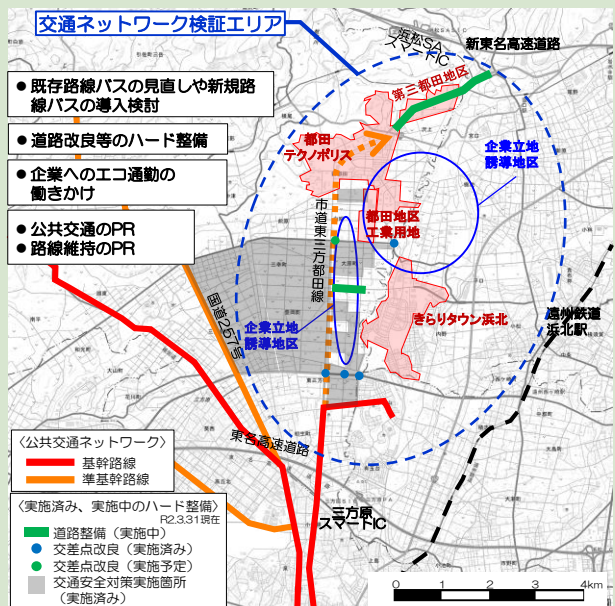 交通ネットワーク検証エリア
浜松SA
スマートIC
新東名高速道路
● 既存路線バスの見直しや新規路
線バスの導入検討
● 道路改良等のハード整備
● 企業へのエコ通勤の
働きかけ
● 公共交通のPR
● 路線維持のPR
第三都田地区
都田
テクノポリス
企業立地
誘導地区
市道東三方都田線
都田地区
工業用地
国道257号
企業立地
誘導地区
きらりタウン浜北
遠州鉄道
浜北駅
東名高速道路
三方原
スマートIC
〈公共交通ネットワーク〉
基幹路線
準基幹路線
〈実施済み、実施中のハード整備〉
R2.3.31現在
道路整備（実施中）
交差点改良（実施済み）
交差点改良（実施予定）
交通安全対策実施箇所
（実施済み）
0 1 2 3 4km